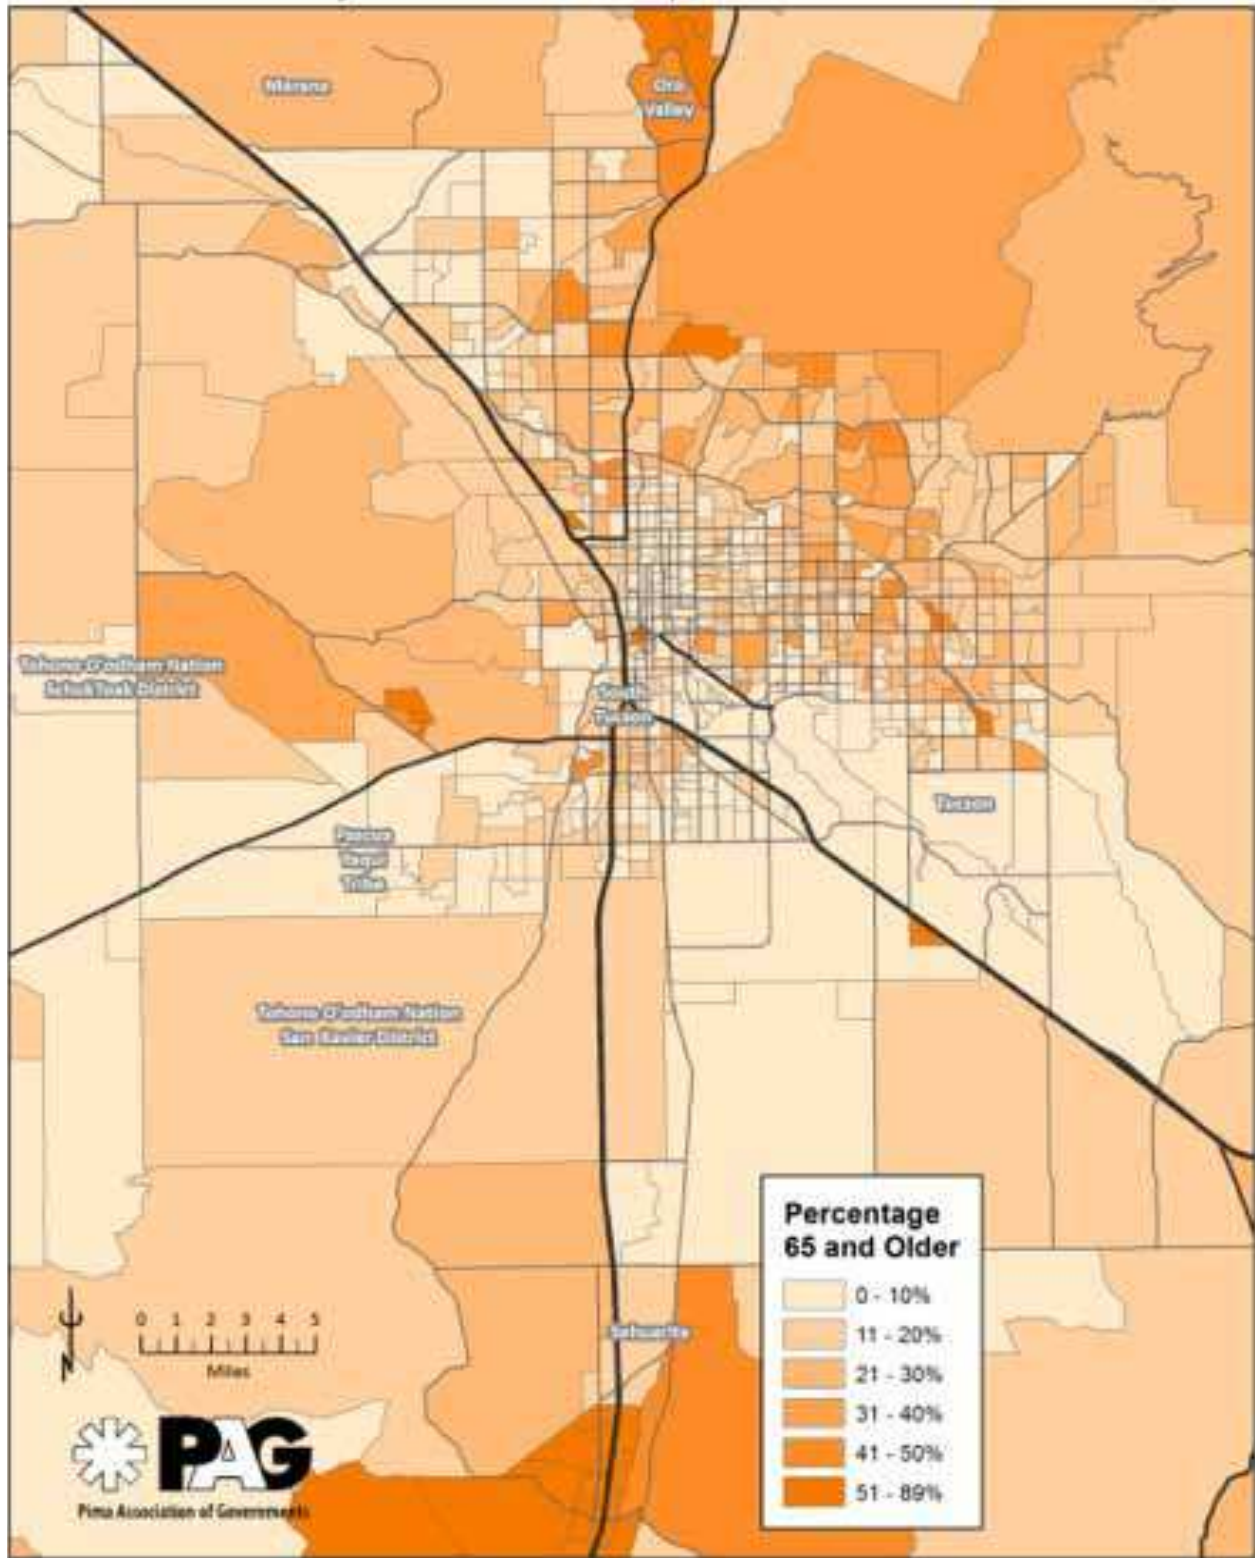 Marana
Oro
Valley
Tohono O'odham Nation
Schuk Toak District
South
Tucson
Tucson
Pascua
Yaqui
Tribe
Tohono O'odham Nation
San Xavier District
Sahuarita
Percentage
65 and Older
0 - 10%
11 - 20%
21 - 30%
31 - 40%
41 - 50%
51 - 89%
0 1 2 3 4 5
Miles
N
PAG
Pima Association of Governments